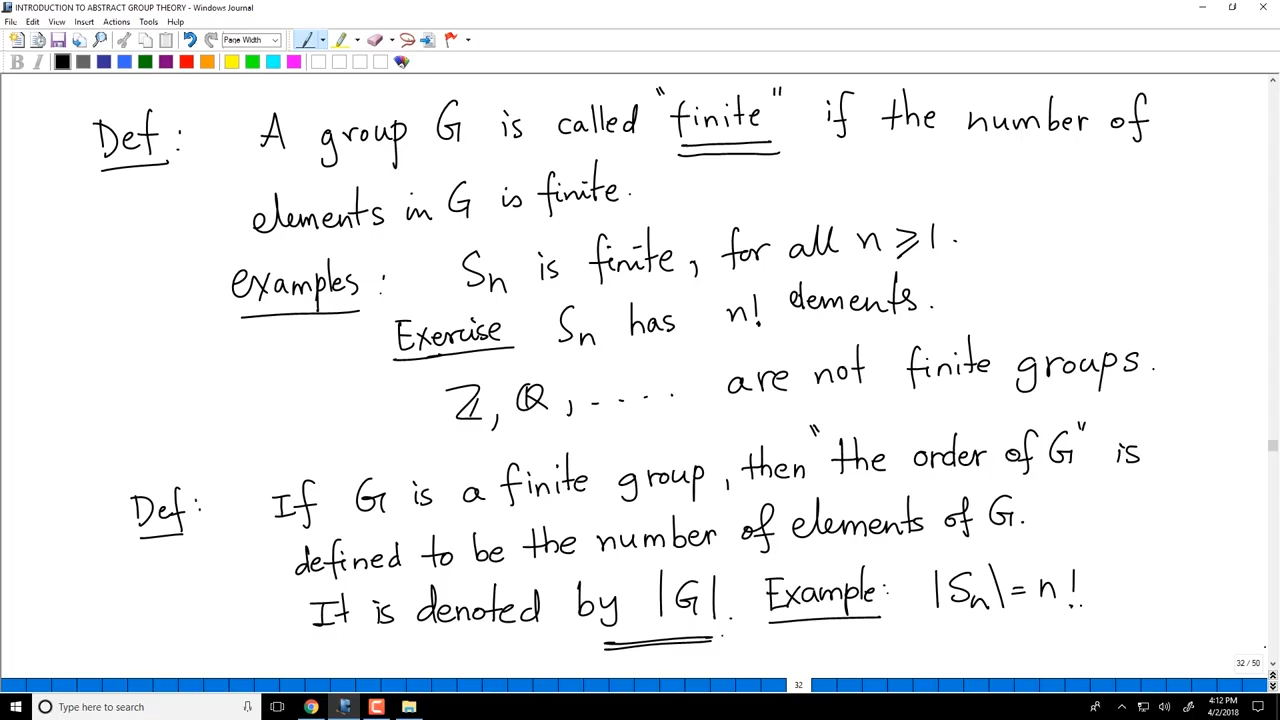 INTRODUCTION TO ABSTRACT GROUP THEORY - Windows Journal
File Edit View Insert Actions Tools Help
Page Width
B I
Def: A group G is called "finite" if the number of
elements in G is finite.
examples: Sn is finite, for all n ⩾ 1.
Exercise Sn has n! elements.
ℤ, ℚ, ..... are not finite groups.
Def: If G is a finite group, then "the order of G" is
defined to be the number of elements of G.
It is denoted by |G|. Example: |Sn| = n!
32 / 50
32
Type here to search
4:12 PM
4/2/2018